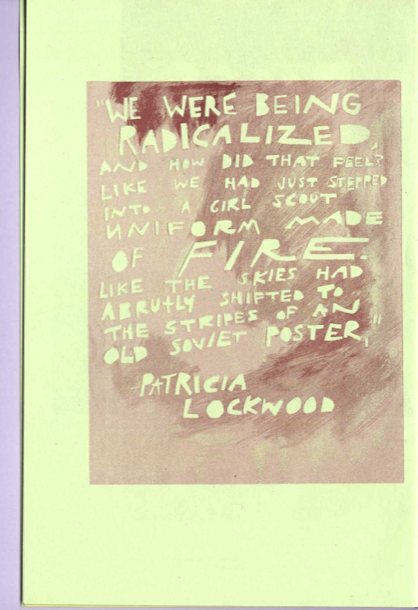 "WE WERE BEING
RADICALIZED,
AND HOW DID THAT FEEL?
LIKE WE HAD JUST STEPPED
INTO A GIRL SCOUT
UNIFORM MADE
OF FIRE.
LIKE THE SKIES HAD
ABRUTLY SHIFTED TO
THE STRIPES OF AN
OLD SOVIET POSTER,"
-PATRICIA
LOCKWOOD